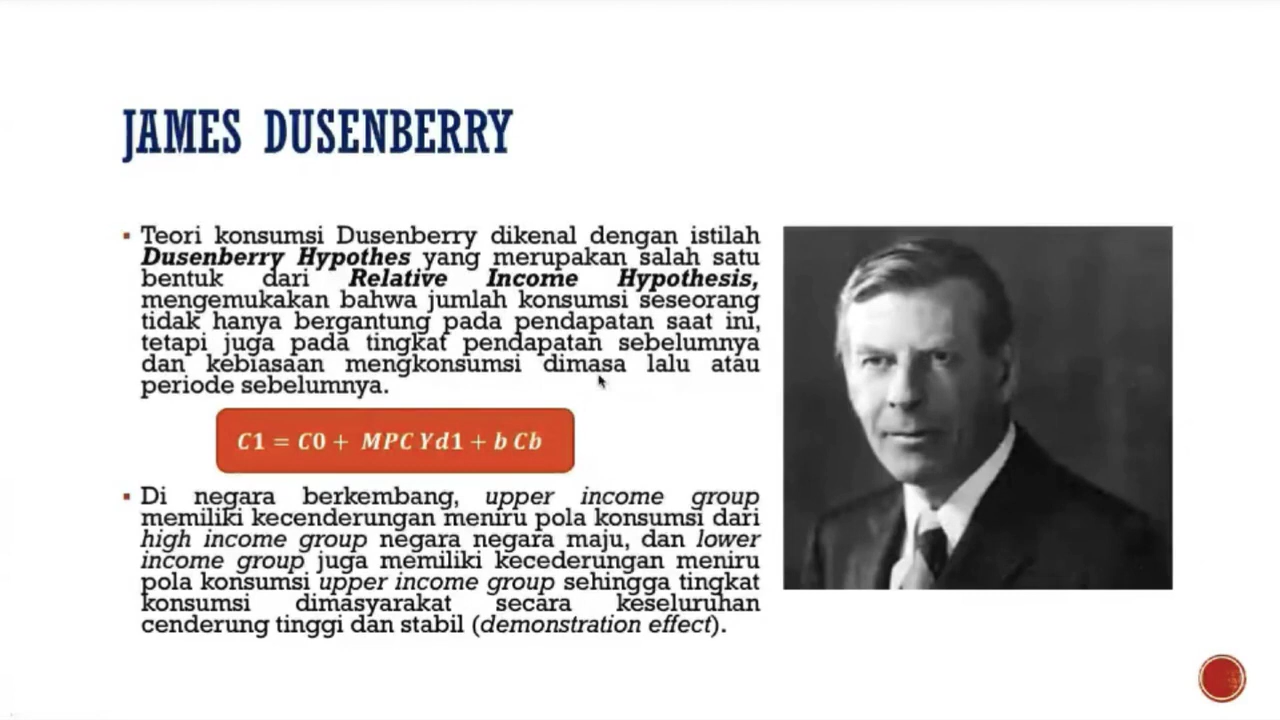 JAMES DUSENBERRY
Teori konsumsi Dusenberry dikenal dengan istilah
Dusenberry Hypothes yang merupakan salah satu
bentuk dari Relative Income Hypothesis,
mengemukakan bahwa jumlah konsumsi seseorang
tidak hanya bergantung pada pendapatan saat ini,
tetapi juga pada tingkat pendapatan sebelumnya
dan kebiasaan mengkonsumsi dimasa lalu atau
periode sebelumnya.
C1 = C0 + MPC Yd1 + b Cb
Di negara berkembang, upper income group
memiliki kecenderungan meniru pola konsumsi dari
high income group negara negara maju, dan lower
income group juga memiliki kecederungan meniru
pola konsumsi upper income group sehingga tingkat
konsumsi dimasyarakat secara keseluruhan
cenderung tinggi dan stabil (demonstration effect).